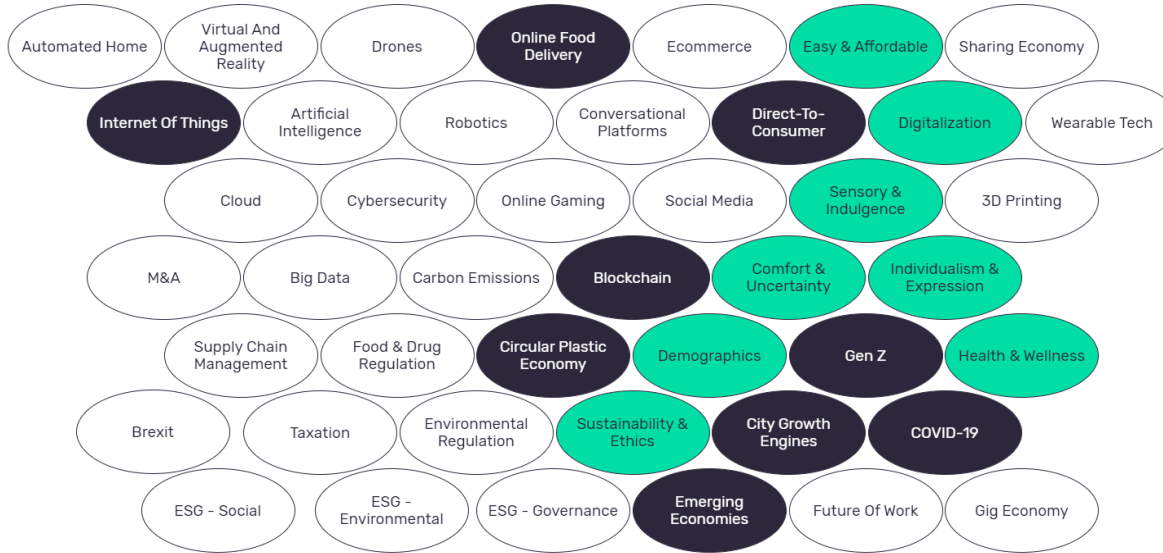 Automated Home
Virtual And
Augmented
Reality
Drones
Online Food
Delivery
Ecommerce
Easy & Affordable
Sharing Economy
Internet Of Things
Artificial
Intelligence
Robotics
Conversational
Platforms
Direct-To-
Consumer
Digitalization
Wearable Tech
Cloud
Cybersecurity
Online Gaming
Social Media
Sensory &
Indulgence
3D Printing
M&A
Big Data
Carbon Emissions
Blockchain
Comfort &
Uncertainty
Individualism &
Expression
Supply Chain
Management
Food & Drug
Regulation
Circular Plastic
Economy
Demographics
Gen Z
Health & Wellness
Brexit
Taxation
Environmental
Regulation
Sustainability &
Ethics
City Growth
Engines
COVID-19
ESG - Social
ESG -
Environmental
ESG - Governance
Emerging
Economies
Future Of Work
Gig Economy